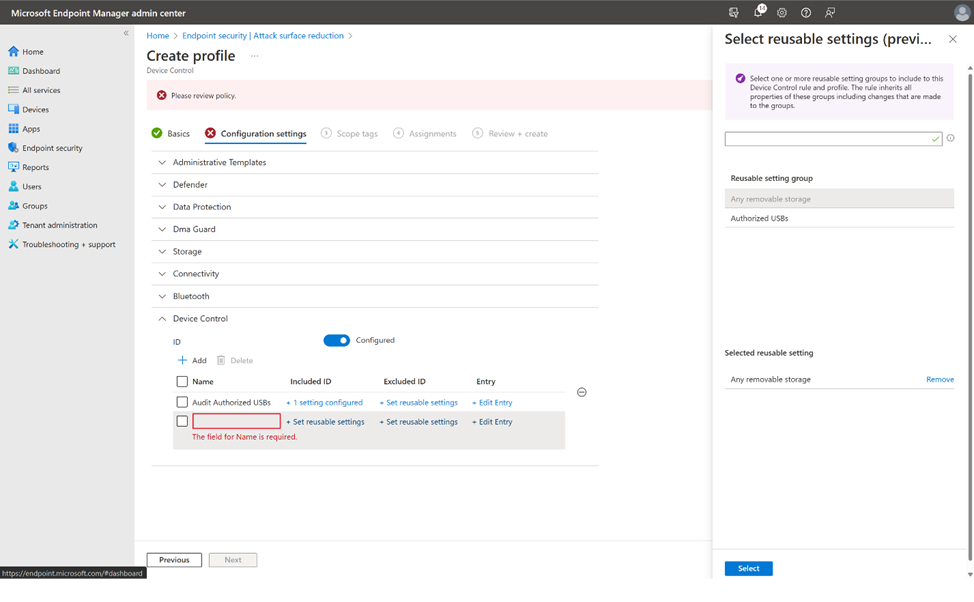 Microsoft Endpoint Manager admin center
14
«
Home
Dashboard
All services
Devices
Apps
Endpoint security
Reports
Users
Groups
Tenant administration
Troubleshooting + support
https://endpoint.microsoft.com/#dashboard
Home > Endpoint security | Attack surface reduction >
Create profile ...
Device Control
Please review policy.
Basics Configuration settings 3 Scope tags 4 Assignments 5 Review + create
Administrative Templates
Defender
Data Protection
Dma Guard
Storage
Connectivity
Bluetooth
Device Control
ID Configured
+ Add Delete
Name Included ID Excluded ID Entry
Audit Authorized USBs + 1 setting configured + Set reusable settings + Edit Entry
+ Set reusable settings + Set reusable settings + Edit Entry
The field for Name is required.
Previous Next
Select reusable settings (previ...
Select one or more reusable setting groups to include to this
Device Control rule and profile. The rule inherits all
properties of these groups including changes that are made
to the groups.
Reusable setting group
Any removable storage
Authorized USBs
Selected reusable setting
Any removable storage Remove
Select